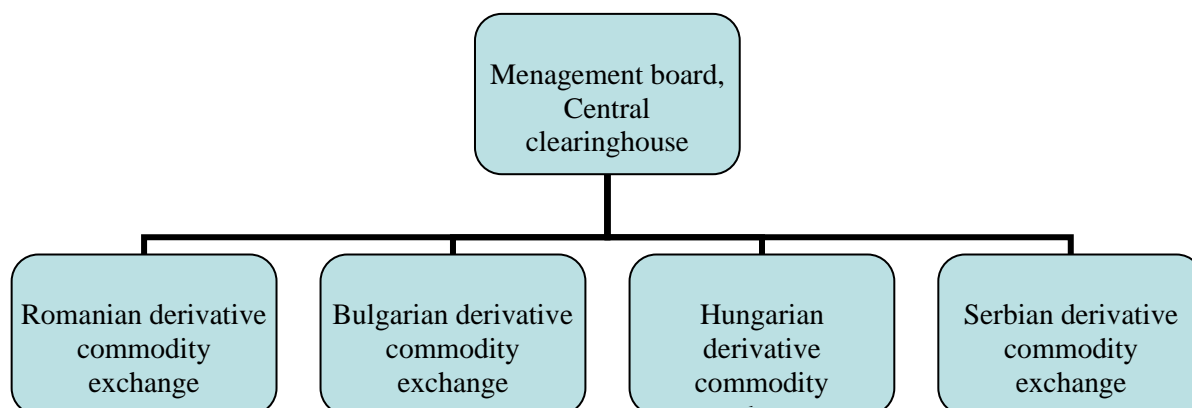 Menagement board,
Central
clearinghouse
Romanian derivative
commodity
exchange
Bulgarian derivative
commodity
exchange
Hungarian
derivative
commodity
Serbian derivative
commodity
exchange